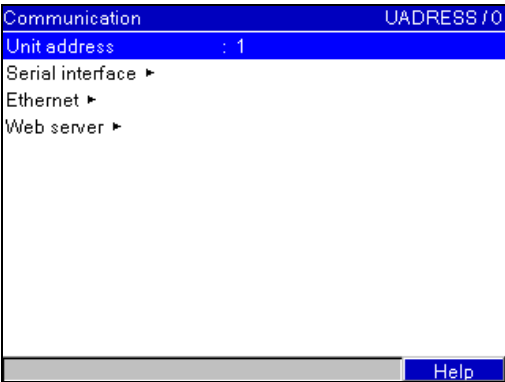 Communication UADRESS / 0
Unit address : 1
Serial interface ►
Ethernet ►
Web server ►
Help